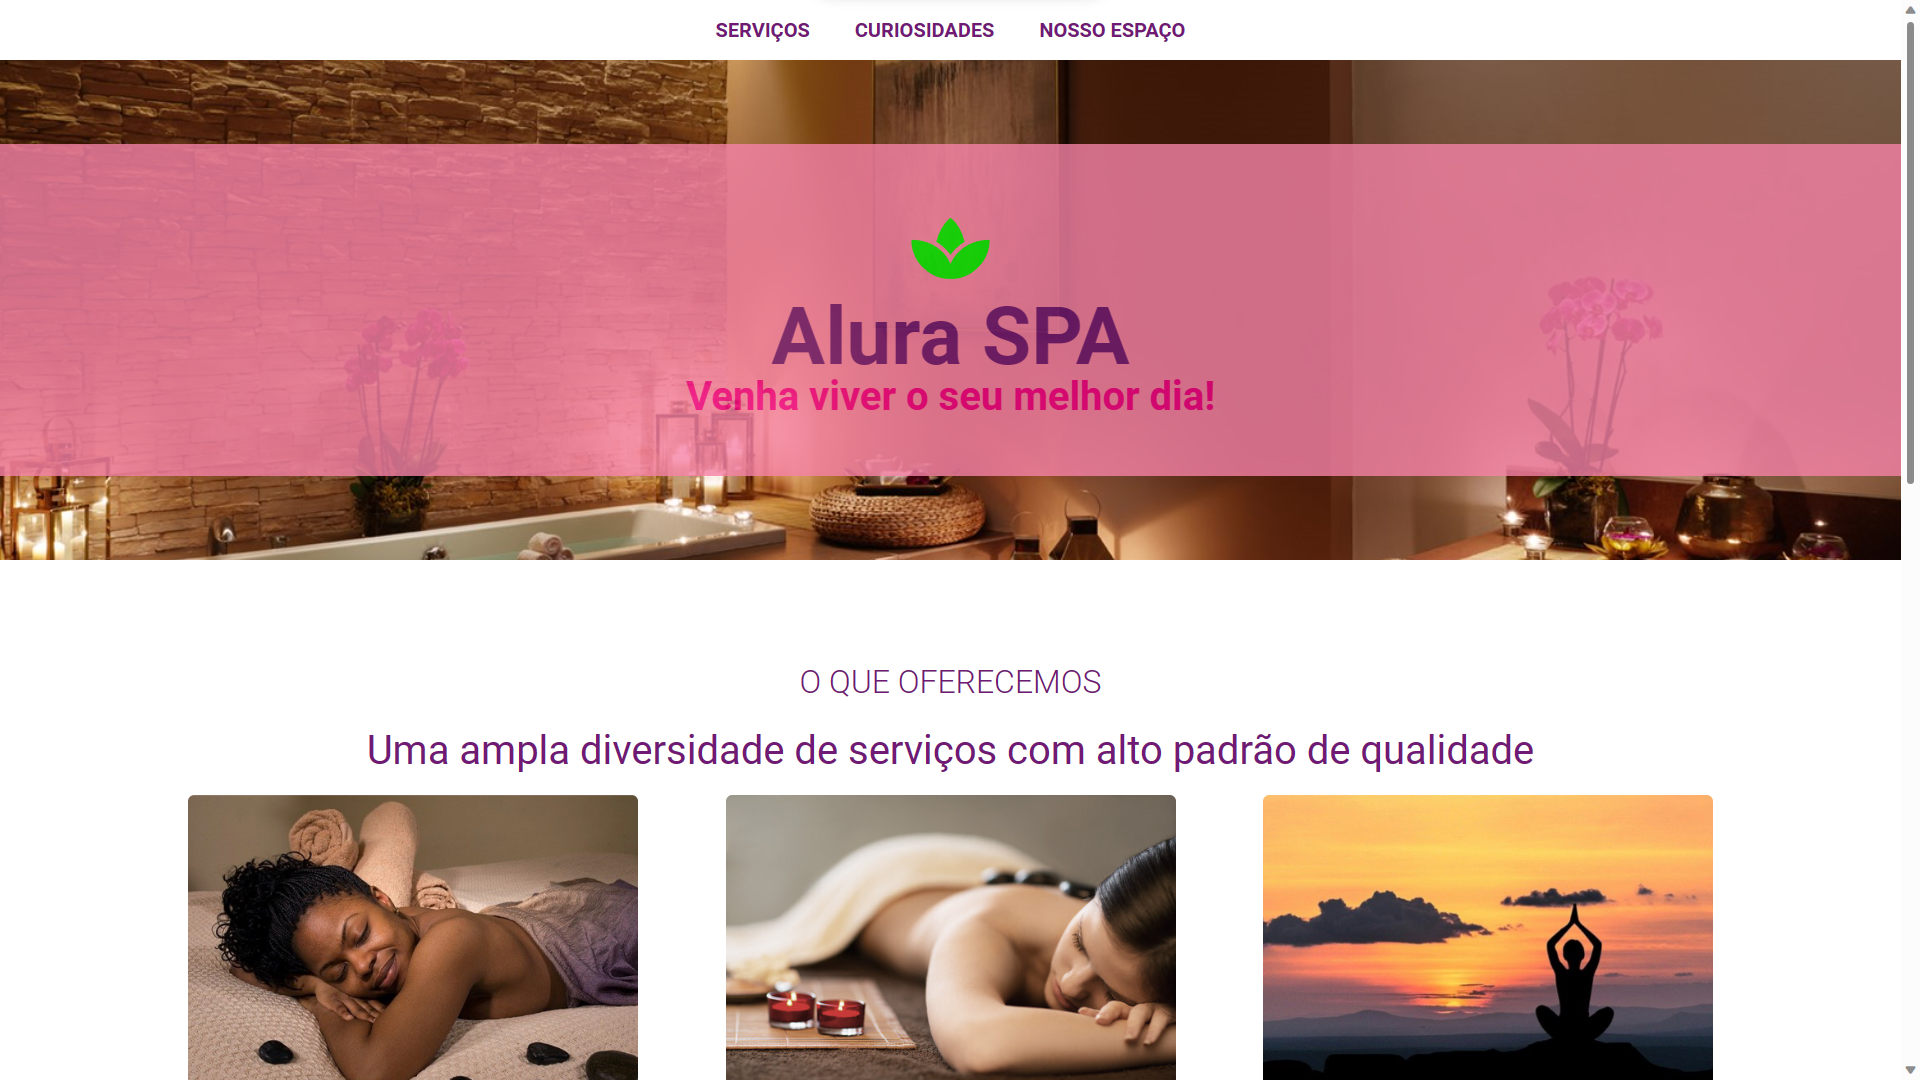 SERVIÇOS CURIOSIDADES NOSSO ESPAÇO
Alura SPA
Venha viver o seu melhor dia!
O QUE OFERECEMOS
Uma ampla diversidade de serviços com alto padrão de qualidade